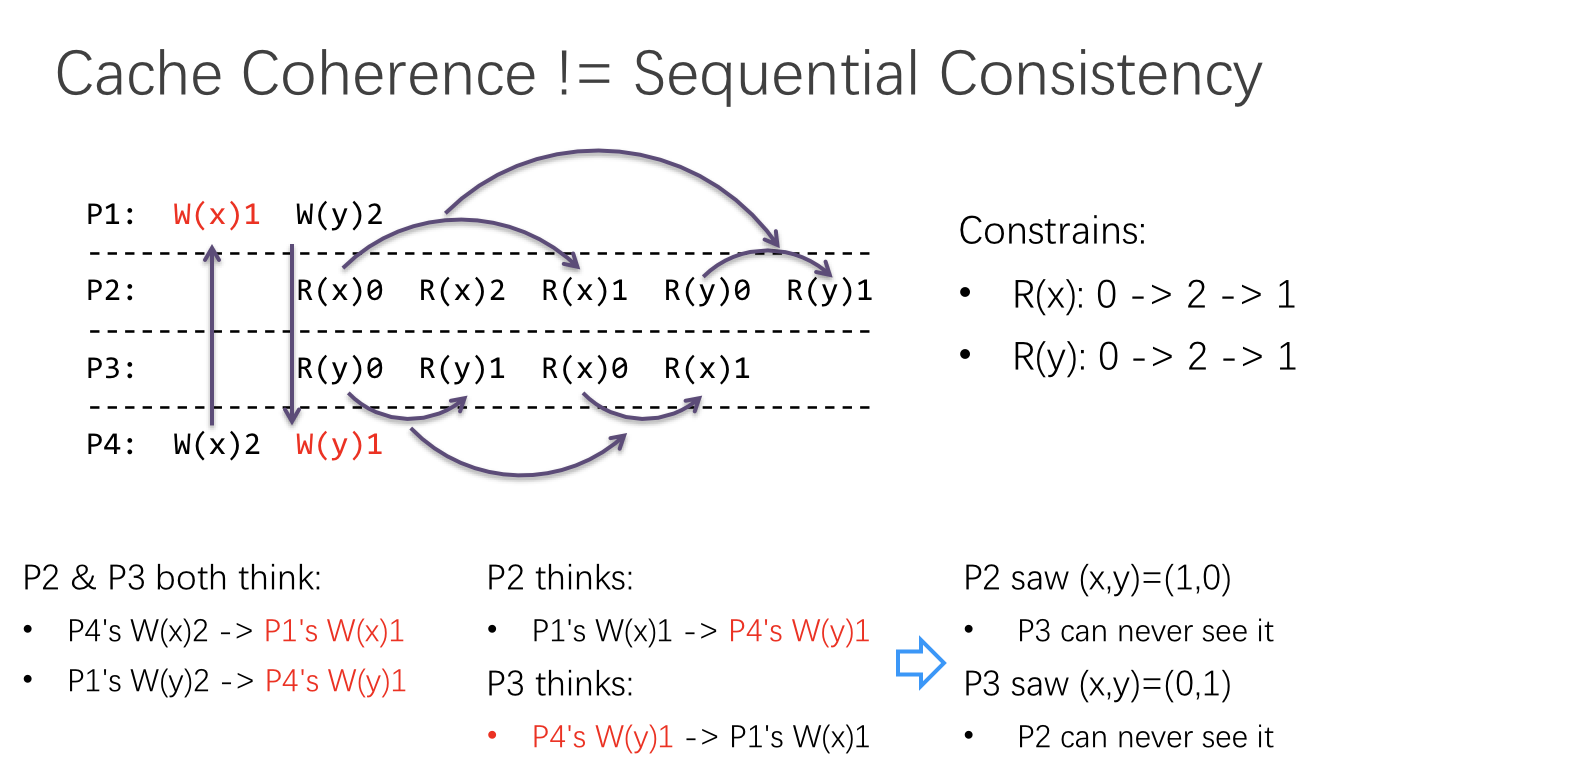 Cache Coherence != Sequential Consistency
P1: W(x)1 W(y)2
P2: R(x)0 R(x)2 R(x)1 R(y)0 R(y)1
P3: R(y)0 R(y)1 R(x)0 R(x)1
P4: W(x)2 W(y)1
Constrains:
• R(x): 0 -> 2 -> 1
• R(y): 0 -> 2 -> 1
P2 & P3 both think:
• P4's W(x)2 -> P1's W(x)1
• P1's W(y)2 -> P4's W(y)1
P2 thinks:
• P1's W(x)1 -> P4's W(y)1
P3 thinks:
• P4's W(y)1 -> P1's W(x)1
P2 saw (x,y)=(1,0)
• P3 can never see it
P3 saw (x,y)=(0,1)
• P2 can never see it